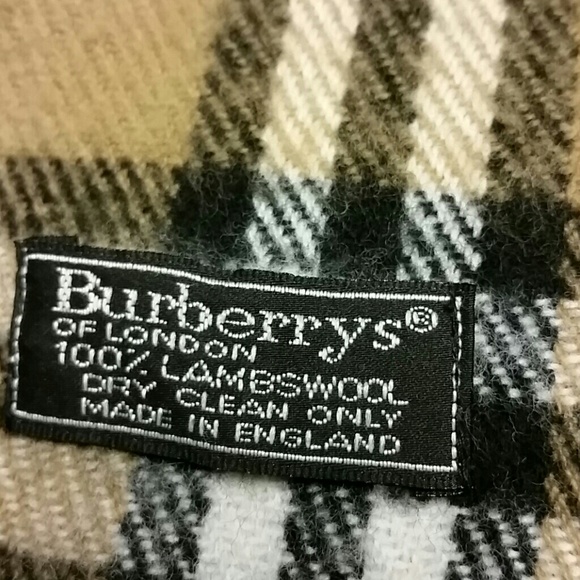 Burberrys®
OF LONDON
100% LAMBSWOOL
DRY CLEAN ONLY
MADE IN ENGLAND